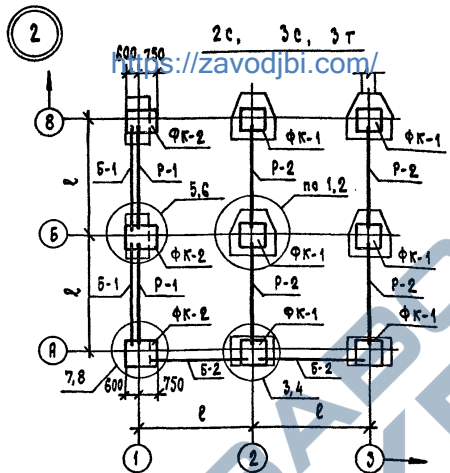 2
2с, 3с, 3т
https://zavodjbi.com/
600 750
8
ФК-2 ФК-1 ФК-1
Б-1 Р-1 Р-2 Р-2
5,6 по 1,2
ℓ
Б
ФК-2 ФК-1 ФК-1
Б-1 Р-1 Р-2 Р-2
ℓ
ФК-2 ФК-1 ФК-1
А
7,8 600 750 Б-2 3,4 Б-2
ℓ ℓ
1 2 3